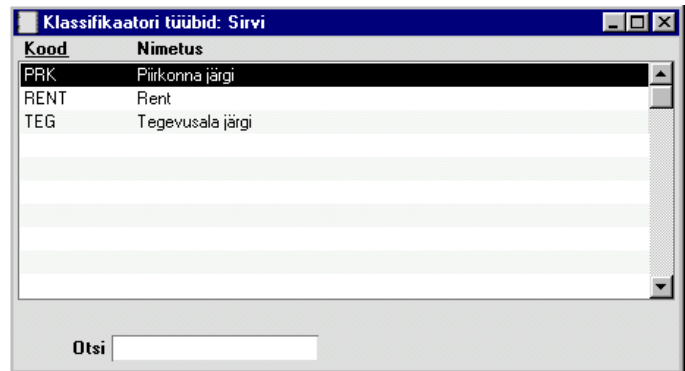 Klassifikaatori tüübid: Sirvi
Kood Nimetus
PRK Piirkonna järgi
RENT Rent
TEG Tegevusala järgi
Otsi